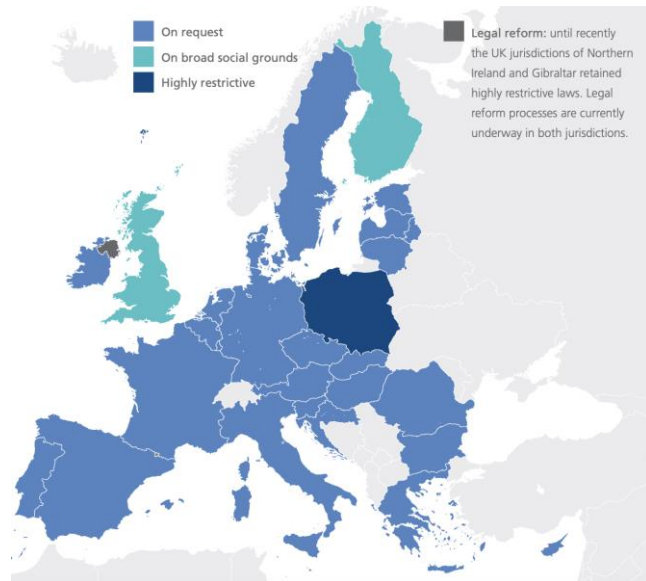 On request
On broad social grounds
Highly restrictive
Legal reform: until recently
the UK jurisdictions of Northern
Ireland and Gibraltar retained
highly restrictive laws. Legal
reform processes are currently
underway in both jurisdictions.